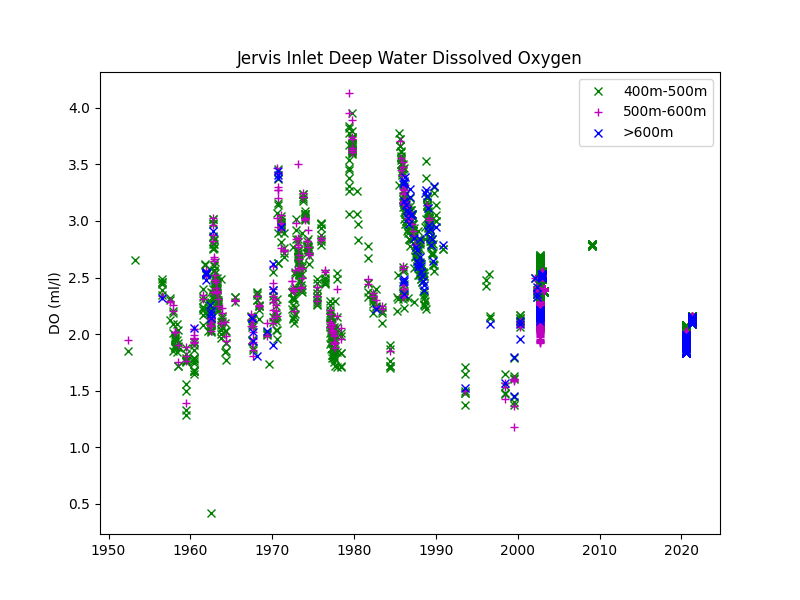 Jervis Inlet Deep Water Dissolved Oxygen
400m-500m
500m-600m
>600m
DO (ml/l)
4.0
3.5
3.0
2.5
2.0
1.5
1.0
0.5
1950 1960 1970 1980 1990 2000 2010 2020